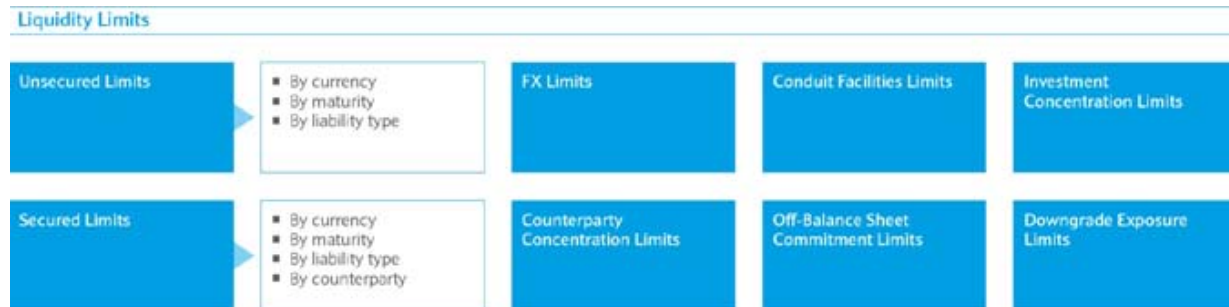 Liquidity Limits
Unsecured Limits
▪ By currency
▪ By maturity
▪ By liability type
FX Limits
Conduit Facilities Limits
Investment
Concentration Limits
Secured Limits
▪ By currency
▪ By maturity
▪ By liability type
▪ By counterparty
Counterparty
Concentration Limits
Off-Balance Sheet
Commitment Limits
Downgrade Exposure
Limits